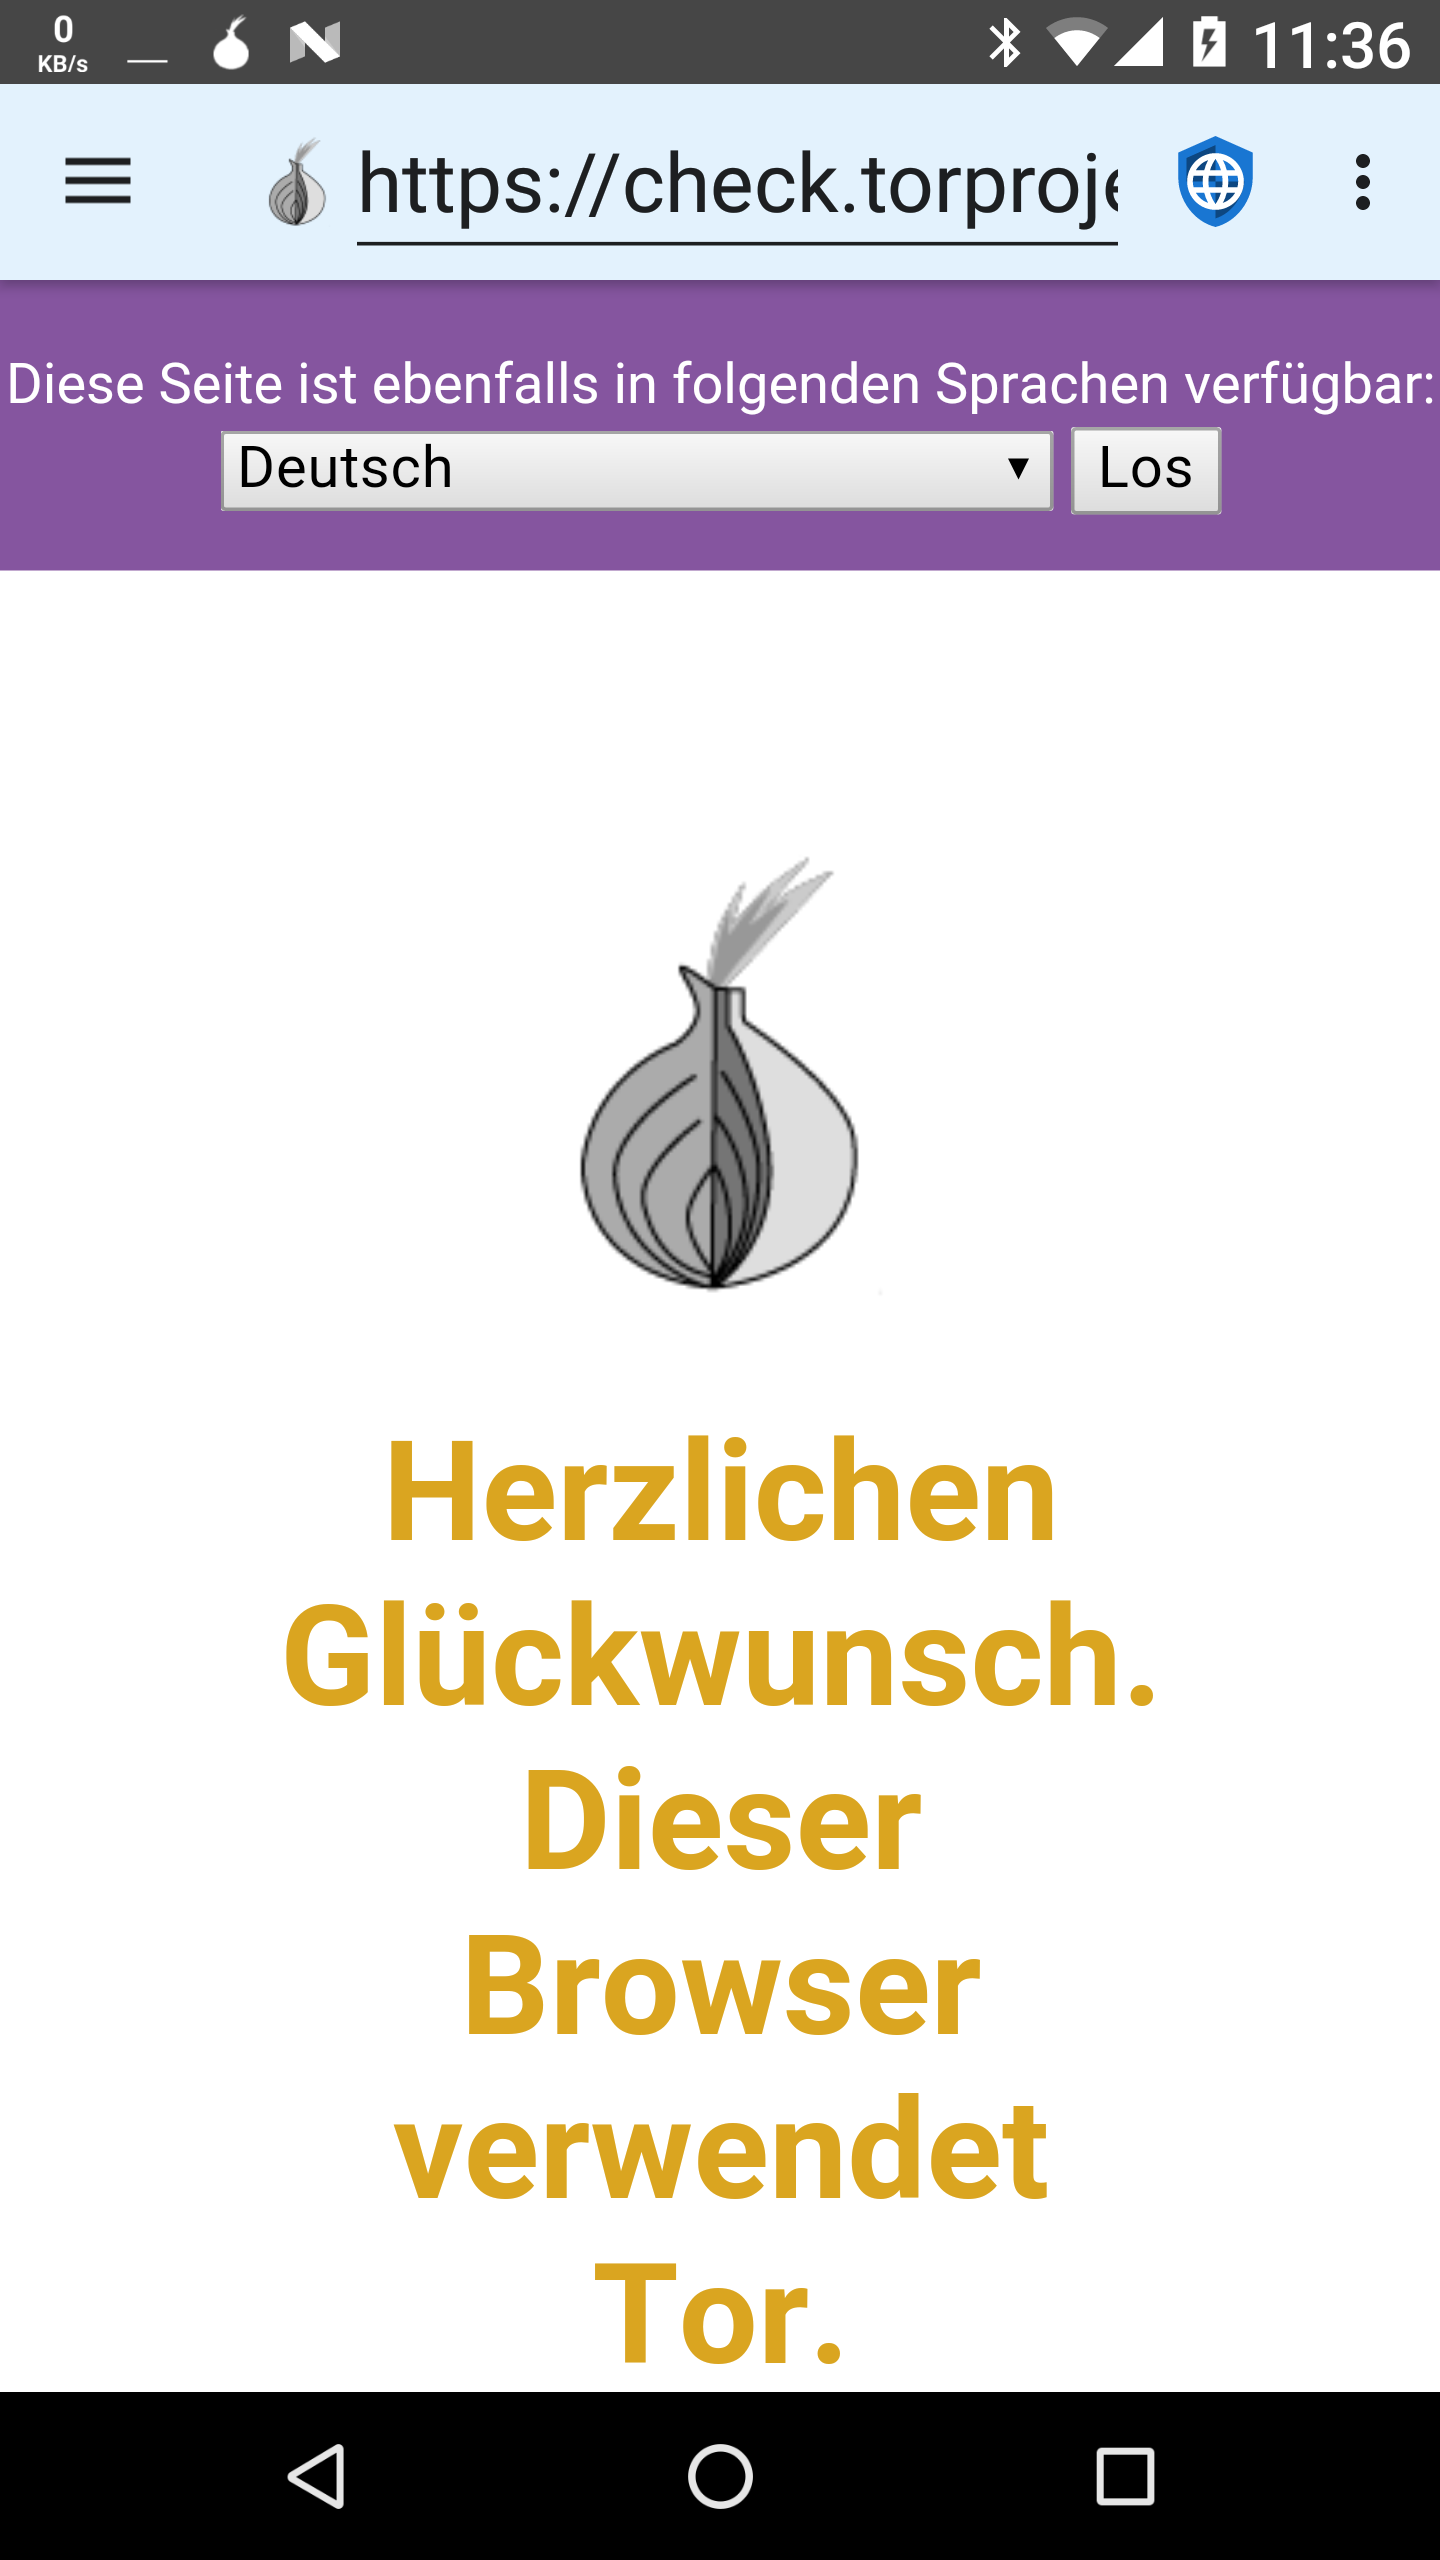 0
KB/s
11:36
https://check.torproje
Diese Seite ist ebenfalls in folgenden Sprachen verfügbar:
Deutsch
Los
Herzlichen
Glückwunsch.
Dieser
Browser
verwendet
Tor.